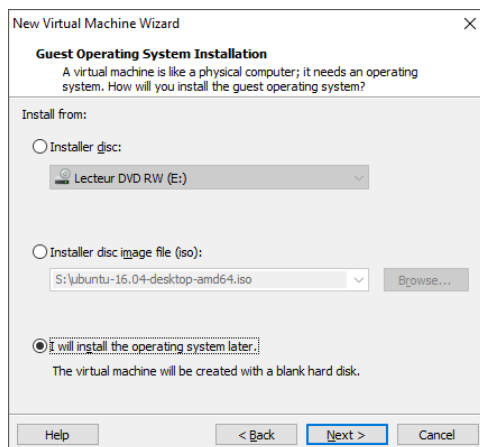 New Virtual Machine Wizard
Guest Operating System Installation
A virtual machine is like a physical computer; it needs an operating
system. How will you install the guest operating system?
Install from:
Installer disc:
Lecteur DVD RW (E:)
Installer disc image file (iso):
S:\ubuntu-16.04-desktop-amd64.iso
Browse...
I will install the operating system later.
The virtual machine will be created with a blank hard disk.
Help
< Back
Next >
Cancel